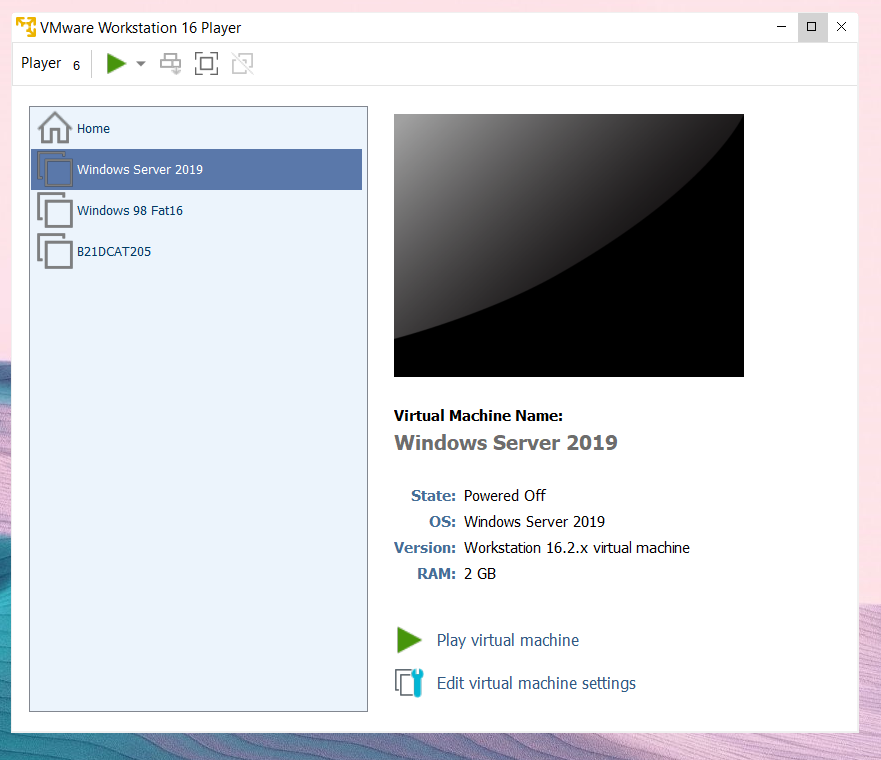 VMware Workstation 16 Player
Player 6
Home
Windows Server 2019
Windows 98 Fat16
B21DCAT205
Virtual Machine Name:
Windows Server 2019
State: Powered Off
OS: Windows Server 2019
Version: Workstation 16.2.x virtual machine
RAM: 2 GB
Play virtual machine
Edit virtual machine settings